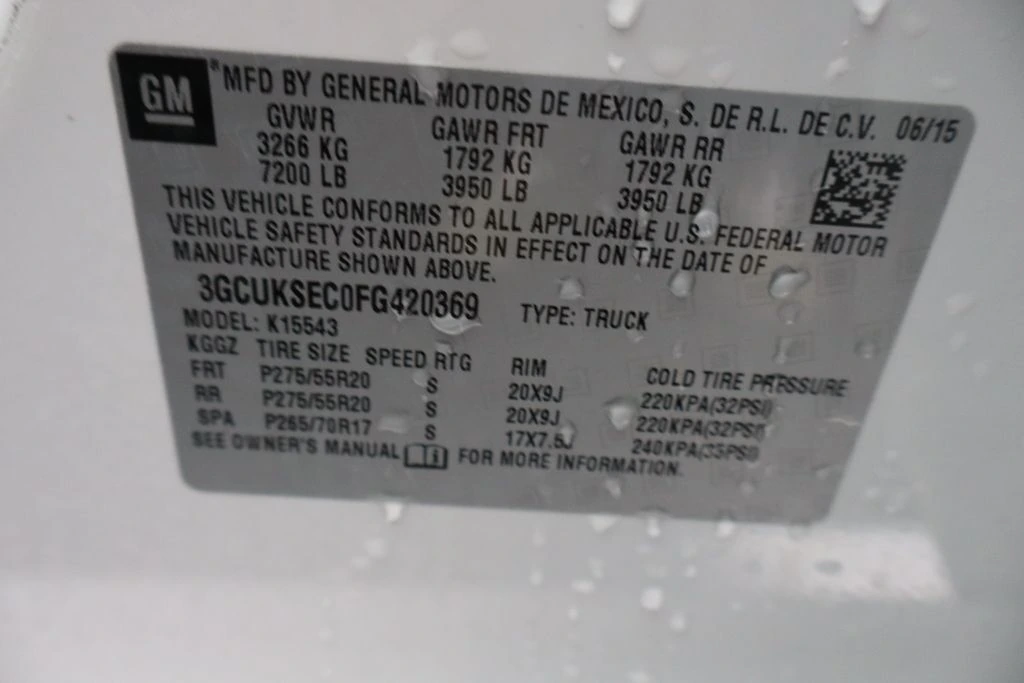 GM
®MFD BY GENERAL MOTORS DE MEXICO, S. DE R.L. DE C.V. 06/15
GVWR GAWR FRT GAWR RR
3266 KG 1792 KG 1792 KG
7200 LB 3950 LB 3950 LB
THIS VEHICLE CONFORMS TO ALL APPLICABLE U.S. FEDERAL MOTOR
VEHICLE SAFETY STANDARDS IN EFFECT ON THE DATE OF
MANUFACTURE SHOWN ABOVE.
3GCUKSEC0FG420369 TYPE: TRUCK
MODEL: K15543
KGGZ TIRE SIZE SPEED RTG RIM COLD TIRE PRESSURE
FRT P275/55R20 S 20X9J 220KPA(32PSI)
RR P275/55R20 S 20X9J 220KPA(32PSI)
SPA P265/70R17 S 17X7.5J 240KPA(35PSI)
SEE OWNER'S MANUAL FOR MORE INFORMATION.